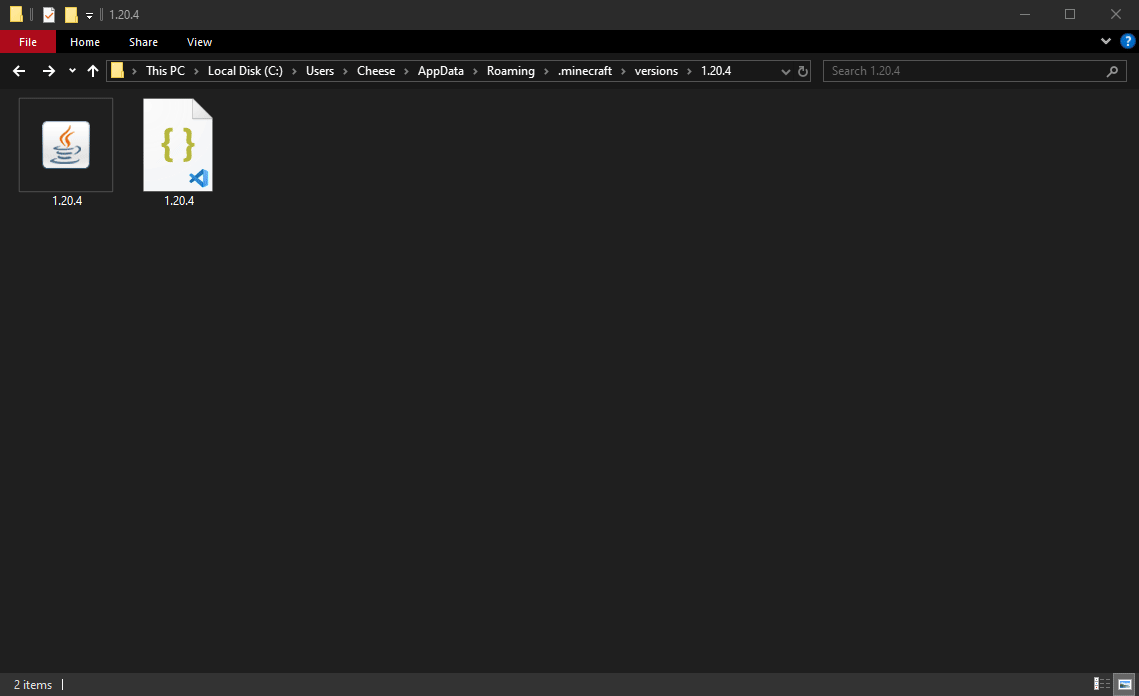 1.20.4
File Home Share View
?
This PC Local Disk (C:) Users Cheese AppData Roaming .minecraft versions 1.20.4 Search 1.20.4
{ }
1.20.4 1.20.4
2 items